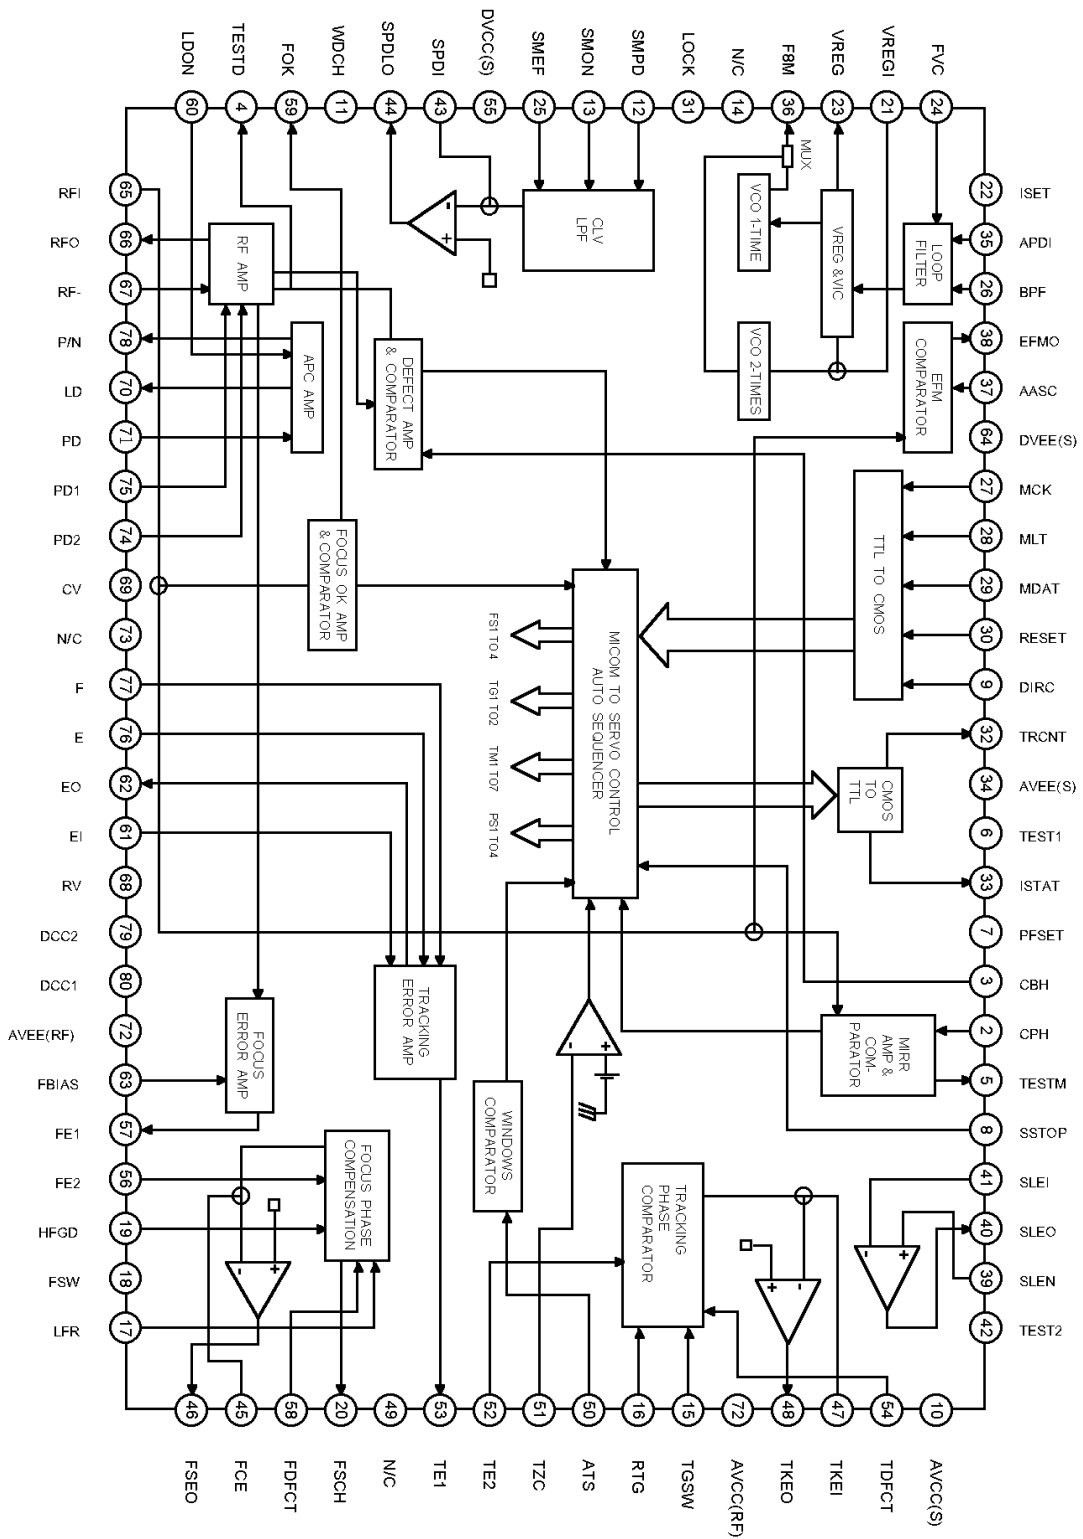 LDON
TESTD
FOK
WDCH
SPDLO
SPDI
DVCC(S)
SMEF
SMON
SMPD
LOCK
N/C
F8M
VREG
VREGI
FVC
60
4
59
11
44
43
55
25
13
12
31
14
36
23
21
24
RFI
65
RFO
66
RF-
67
P/N
78
LD
70
PD
71
PD1
75
PD2
74
CV
69
N/C
73
F
77
E
76
EO
62
EI
61
RV
68
DCC2
79
DCC1
80
AVEE(RF)
72
FBIAS
63
FE1
57
FE2
56
HFGD
19
FSW
18
LFR
17
22
ISET
35
APDI
26
BPF
38
EFMO
37
AASC
64
DVEE(S)
27
MCK
28
MLT
29
MDAT
30
RESET
9
DIRC
32
TRCNT
34
AVEE(S)
6
TEST1
33
ISTAT
7
PFSET
3
CBH
2
CPH
5
TESTM
8
SSTOP
41
SLEI
40
SLEO
39
SLEN
42
TEST2
RF AMP
APC AMP
DEFECT AMP
& COMPARATOR
FOCUS OK AMP
& COMPARATOR
CLV
LPF
-
+
MUX
VCO 1-TIME
VCO 2-TIMES
VREG &VIC
LOOP
FILTER
EFM
COMPARATOR
TTL TO CMOS
MICOM TO SERVO CONTROL
AUTO SEQUENCER
FS1 TO 4
TG1 TO2
TM1 TO7
PS1 TO4
CMOS
TO
TTL
MIRR
AMP &
COM-
PARATOR
TRACKING
ERROR AMP
FOCUS
ERROR AMP
-
+
WINDOWS
COMPARATOR
FOCUS PHASE
COMPENSATION
-
+
TRACKING
PHASE
COMPARATOR
+
-
-
+
46
45
58
20
49
53
52
51
50
16
15
72
48
47
54
10
FSEO
FCE
FDFCT
FSCH
N/C
TE1
TE2
TZC
ATS
RTG
TGSW
AVCC(RF)
TKEO
TKEI
TDFCT
AVCC(S)